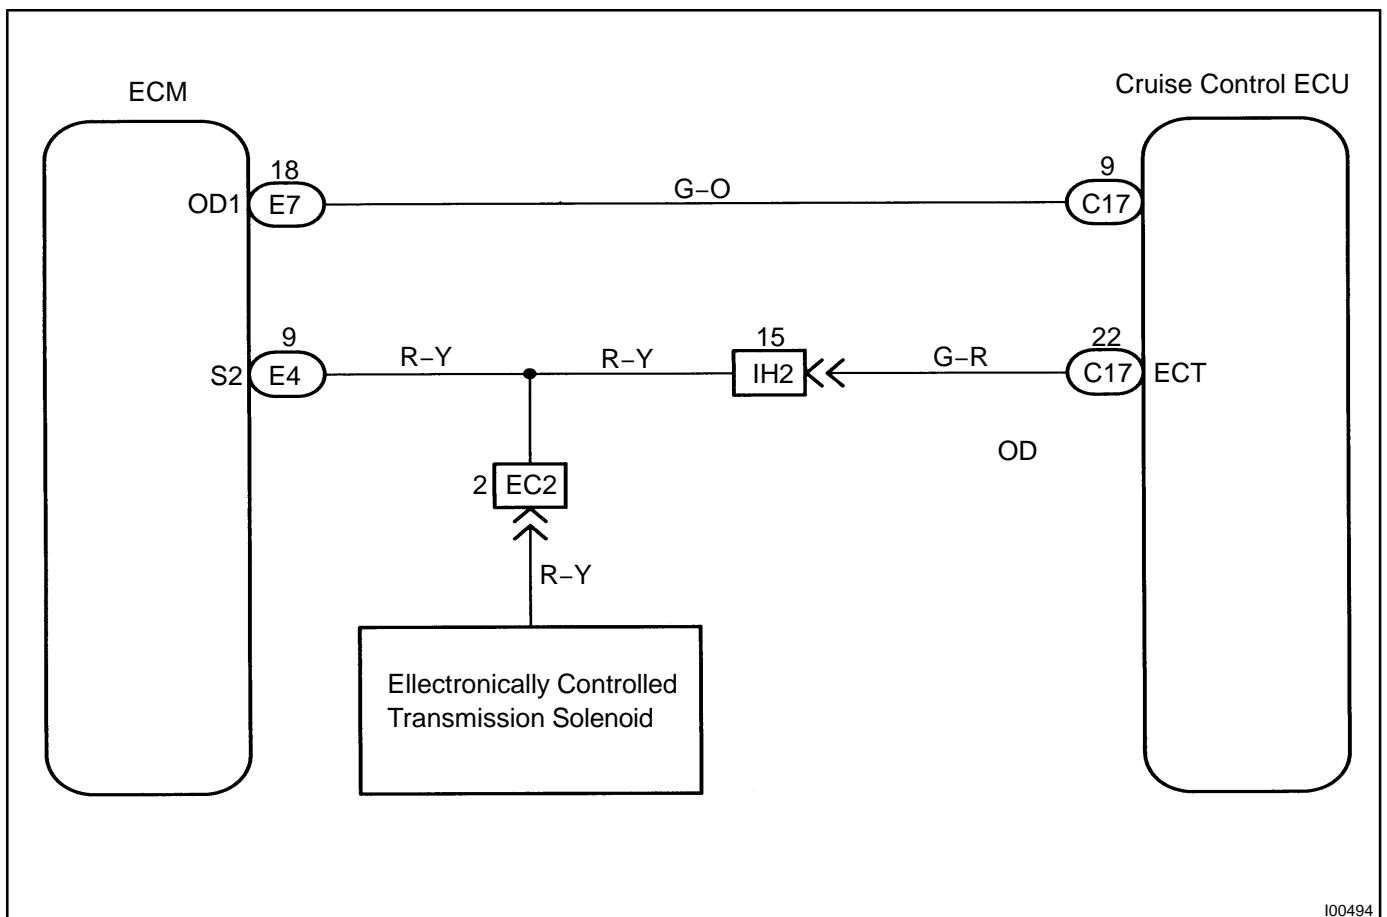 ECM
Cruise Control ECU
18
9
OD1
E7
G–O
C17
9
15
22
S2
E4
R–Y
R–Y
IH2
G–R
C17
ECT
OD
2
EC2
R–Y
Ellectronically Controlled
Transmission Solenoid
I00494